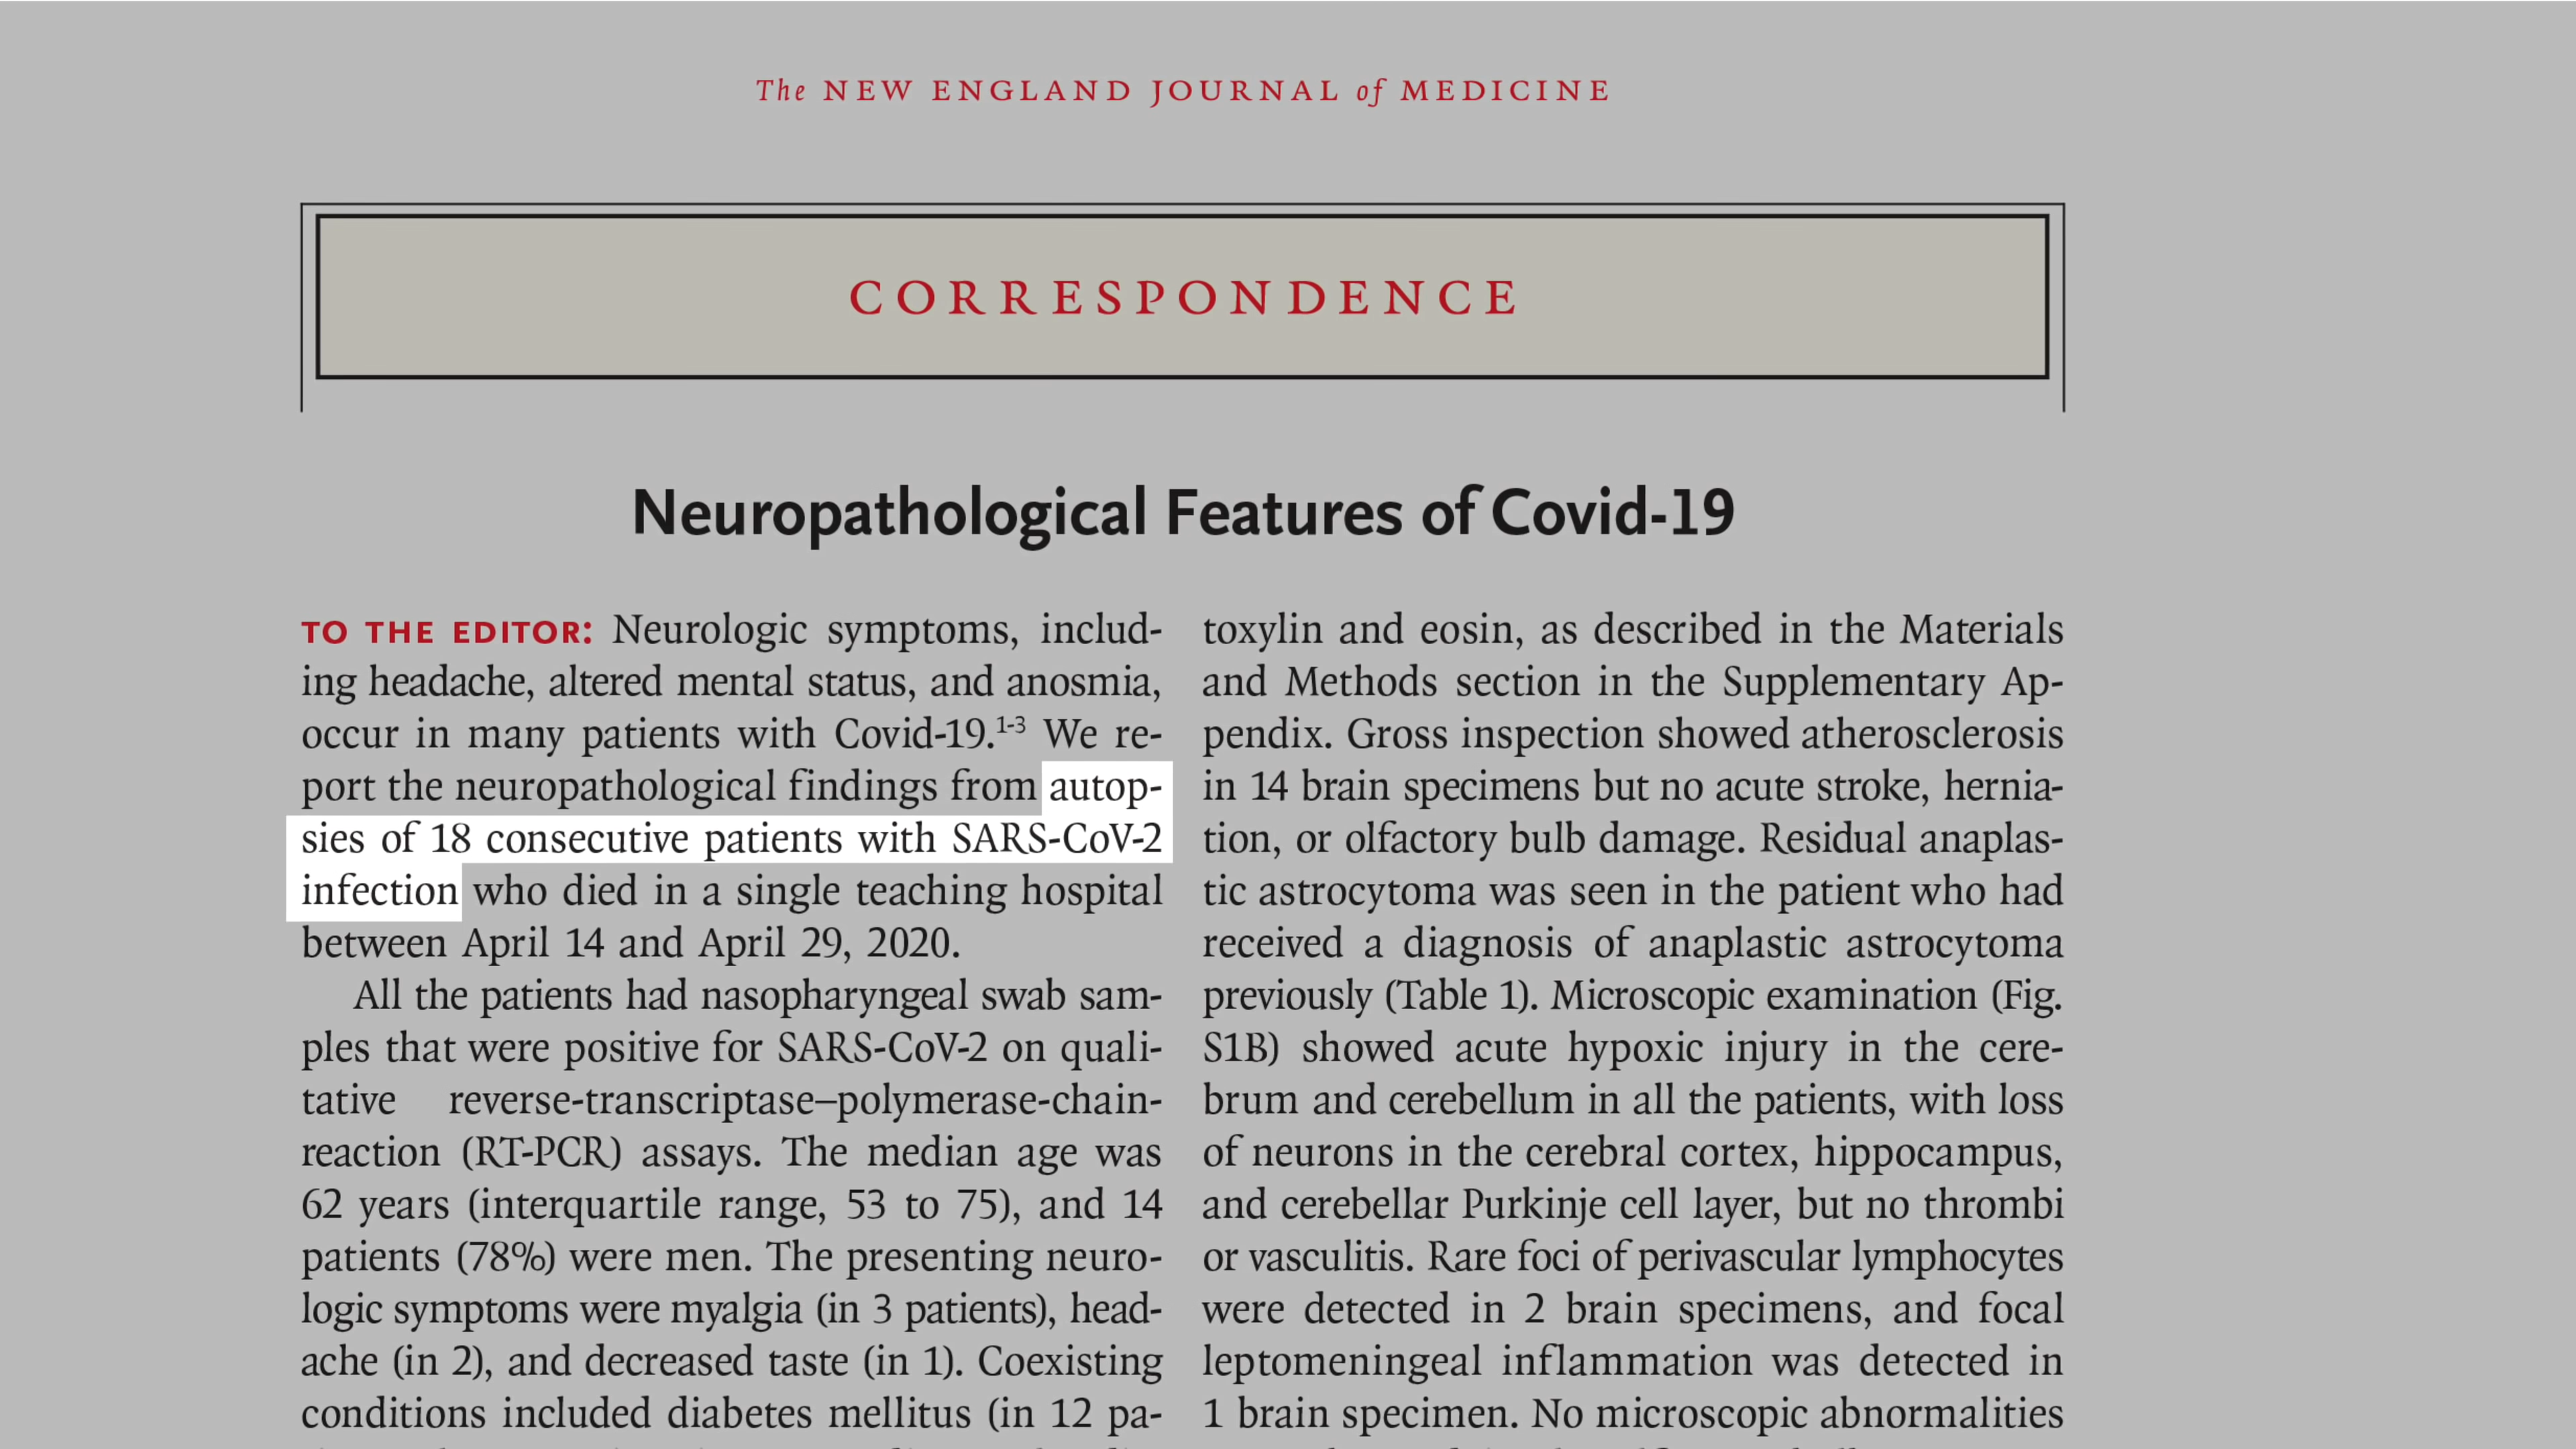 The NEW ENGLAND JOURNAL of MEDICINE
CORRESPONDENCE
Neuropathological Features of Covid-19
TO THE EDITOR: Neurologic symptoms, includ-
ing headache, altered mental status, and anosmia,
occur in many patients with Covid-19.1-3 We re-
port the neuropathological findings from autop-
sies of 18 consecutive patients with SARS-CoV-2
infection who died in a single teaching hospital
between April 14 and April 29, 2020.
All the patients had nasopharyngeal swab sam-
ples that were positive for SARS-CoV-2 on quali-
tative reverse-transcriptase–polymerase-chain-
reaction (RT-PCR) assays. The median age was
62 years (interquartile range, 53 to 75), and 14
patients (78%) were men. The presenting neuro-
logic symptoms were myalgia (in 3 patients), head-
ache (in 2), and decreased taste (in 1). Coexisting
conditions included diabetes mellitus (in 12 pa-
toxylin and eosin, as described in the Materials
and Methods section in the Supplementary Ap-
pendix. Gross inspection showed atherosclerosis
in 14 brain specimens but no acute stroke, hernia-
tion, or olfactory bulb damage. Residual anaplas-
tic astrocytoma was seen in the patient who had
received a diagnosis of anaplastic astrocytoma
previously (Table 1). Microscopic examination (Fig.
S1B) showed acute hypoxic injury in the cere-
brum and cerebellum in all the patients, with loss
of neurons in the cerebral cortex, hippocampus,
and cerebellar Purkinje cell layer, but no thrombi
or vasculitis. Rare foci of perivascular lymphocytes
were detected in 2 brain specimens, and focal
leptomeningeal inflammation was detected in
1 brain specimen. No microscopic abnormalities